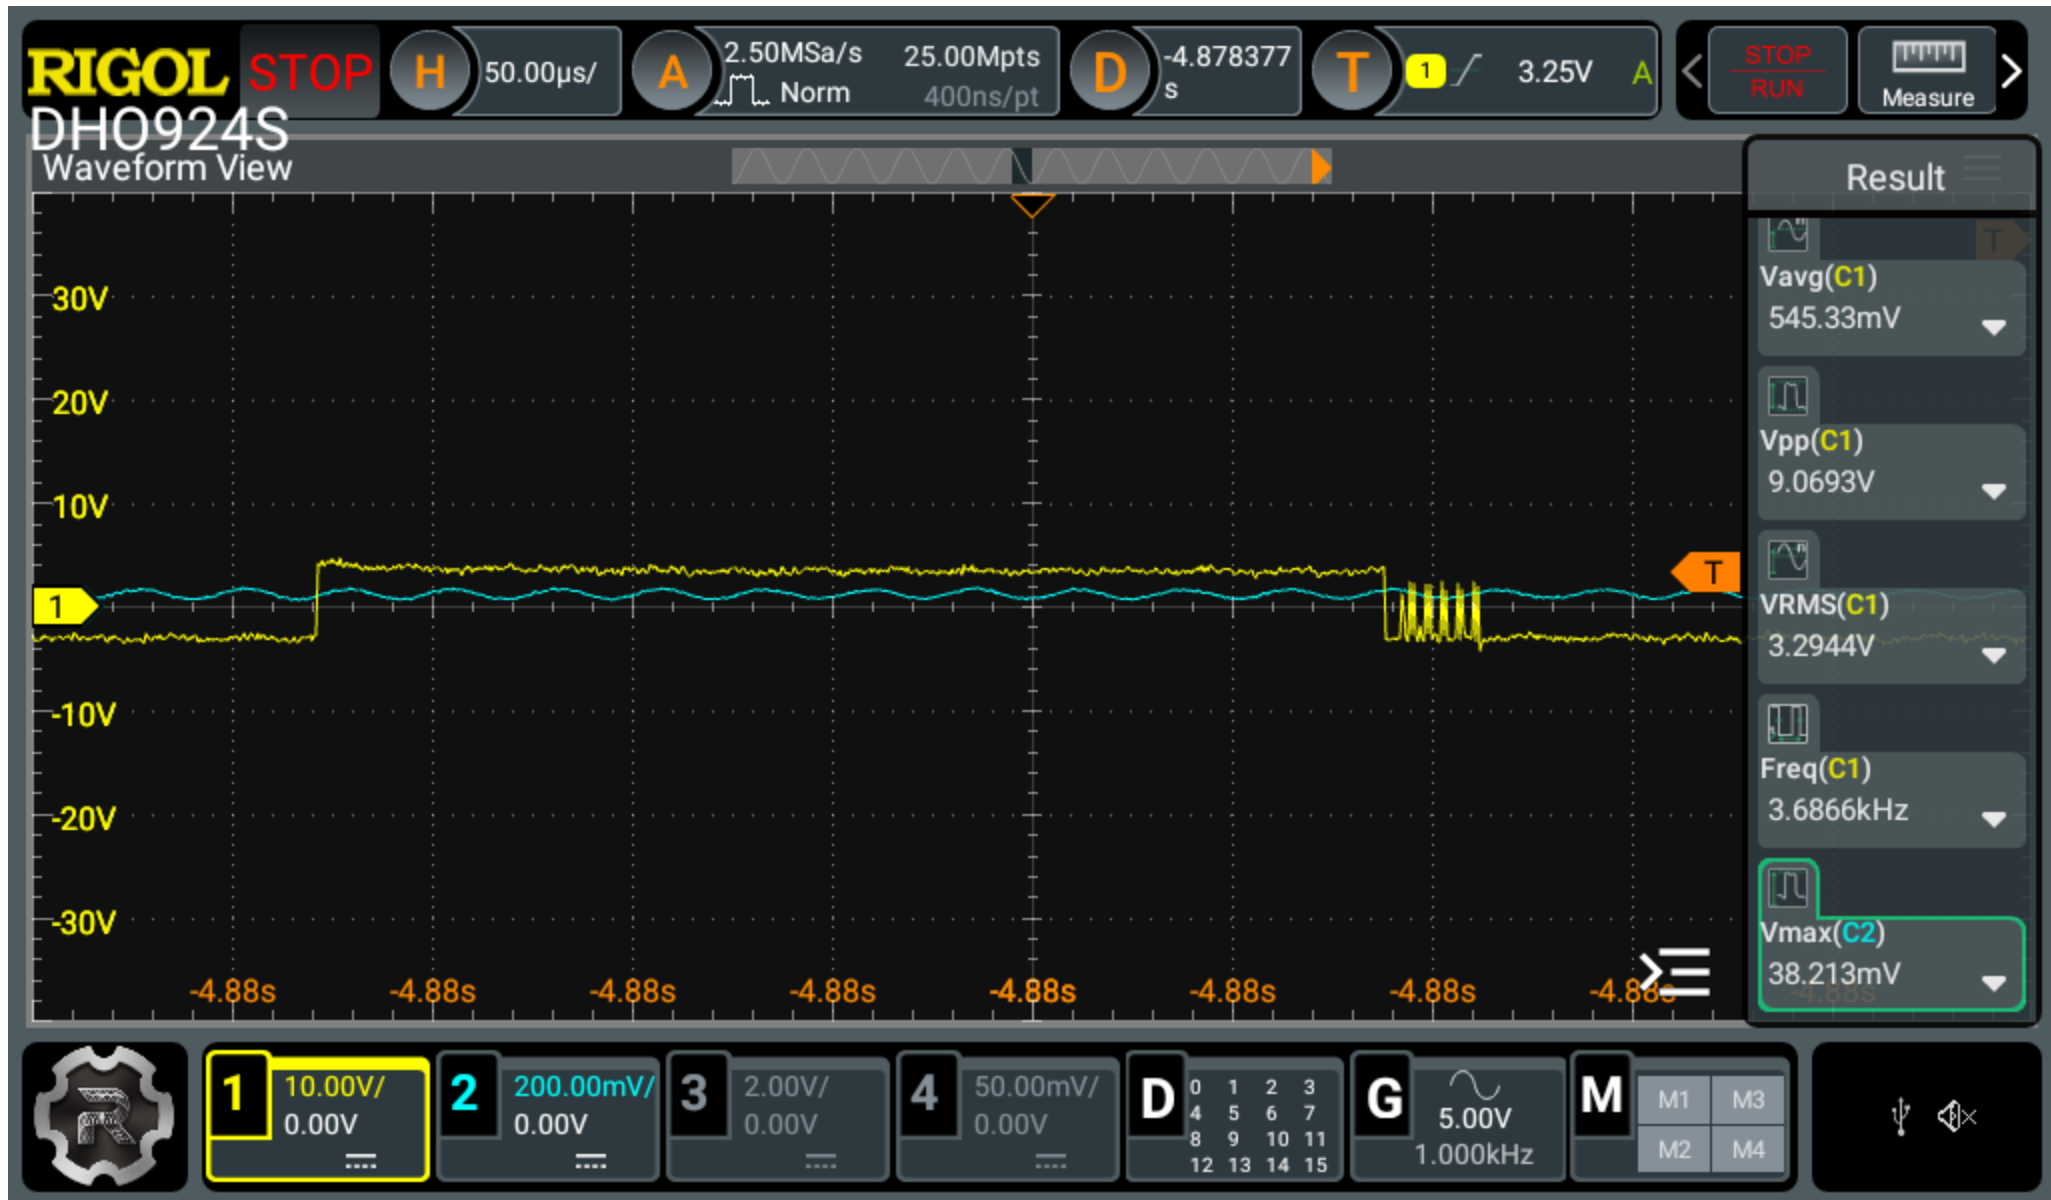 RIGOL STOP H 50.00µs/ A 2.50MSa/s 25.00Mpts D -4.878377 T 1 3.25V A STOP
Norm 400ns/pt s RUN Measure
DHO924S
Waveform View
Result
T
30V
Vavg(C1)
545.33mV
20V
Vpp(C1)
9.0693V
10V
VRMS(C1)
3.2944V
1
T
-10V
Freq(C1)
3.6866kHz
-20V
-30V
Vmax(C2)
38.213mV
-4.88s -4.88s -4.88s -4.88s -4.88s -4.88s -4.88s -4.88s -4.88s
1 10.00V/ 2 200.00mV/ 3 2.00V/ 4 50.00mV/ D 0 1 2 3 G 5.00V M M1 M3
0.00V 0.00V 0.00V 0.00V 4 5 6 7 1.000kHz M2 M4
8 9 10 11
12 13 14 15